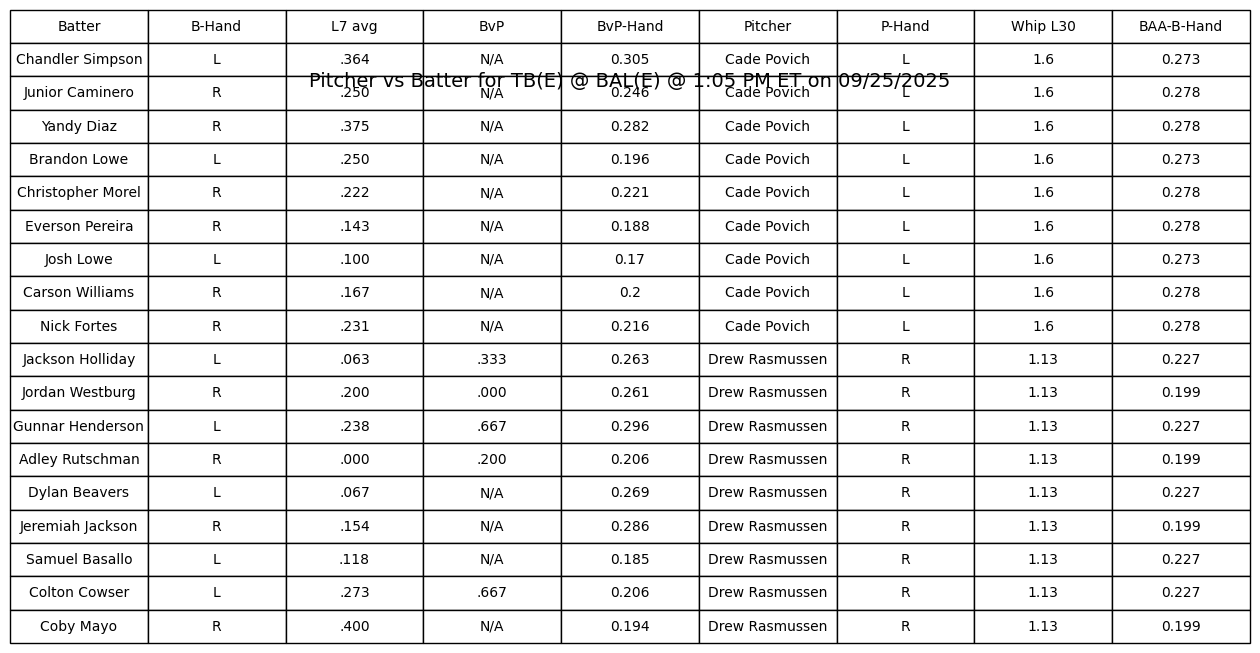 Batter B-Hand L7 avg BvP BvP-Hand Pitcher P-Hand Whip L30 BAA-B-Hand
Chandler Simpson L .364 N/A 0.305 Cade Povich L 1.6 0.273
Pitcher vs Batter for TB(E) @ BAL(E) @ 1:05 PM ET on 09/25/2025
Junior Caminero R .250 N/A 0.246 Cade Povich L 1.6 0.278
Yandy Diaz R .375 N/A 0.282 Cade Povich L 1.6 0.278
Brandon Lowe L .250 N/A 0.196 Cade Povich L 1.6 0.273
Christopher Morel R .222 N/A 0.221 Cade Povich L 1.6 0.278
Everson Pereira R .143 N/A 0.188 Cade Povich L 1.6 0.278
Josh Lowe L .100 N/A 0.17 Cade Povich L 1.6 0.273
Carson Williams R .167 N/A 0.2 Cade Povich L 1.6 0.278
Nick Fortes R .231 N/A 0.216 Cade Povich L 1.6 0.278
Jackson Holliday L .063 .333 0.263 Drew Rasmussen R 1.13 0.227
Jordan Westburg R .200 .000 0.261 Drew Rasmussen R 1.13 0.199
Gunnar Henderson L .238 .667 0.296 Drew Rasmussen R 1.13 0.227
Adley Rutschman R .000 .200 0.206 Drew Rasmussen R 1.13 0.199
Dylan Beavers L .067 N/A 0.269 Drew Rasmussen R 1.13 0.227
Jeremiah Jackson R .154 N/A 0.286 Drew Rasmussen R 1.13 0.199
Samuel Basallo L .118 N/A 0.185 Drew Rasmussen R 1.13 0.227
Colton Cowser L .273 .667 0.206 Drew Rasmussen R 1.13 0.227
Coby Mayo R .400 N/A 0.194 Drew Rasmussen R 1.13 0.199